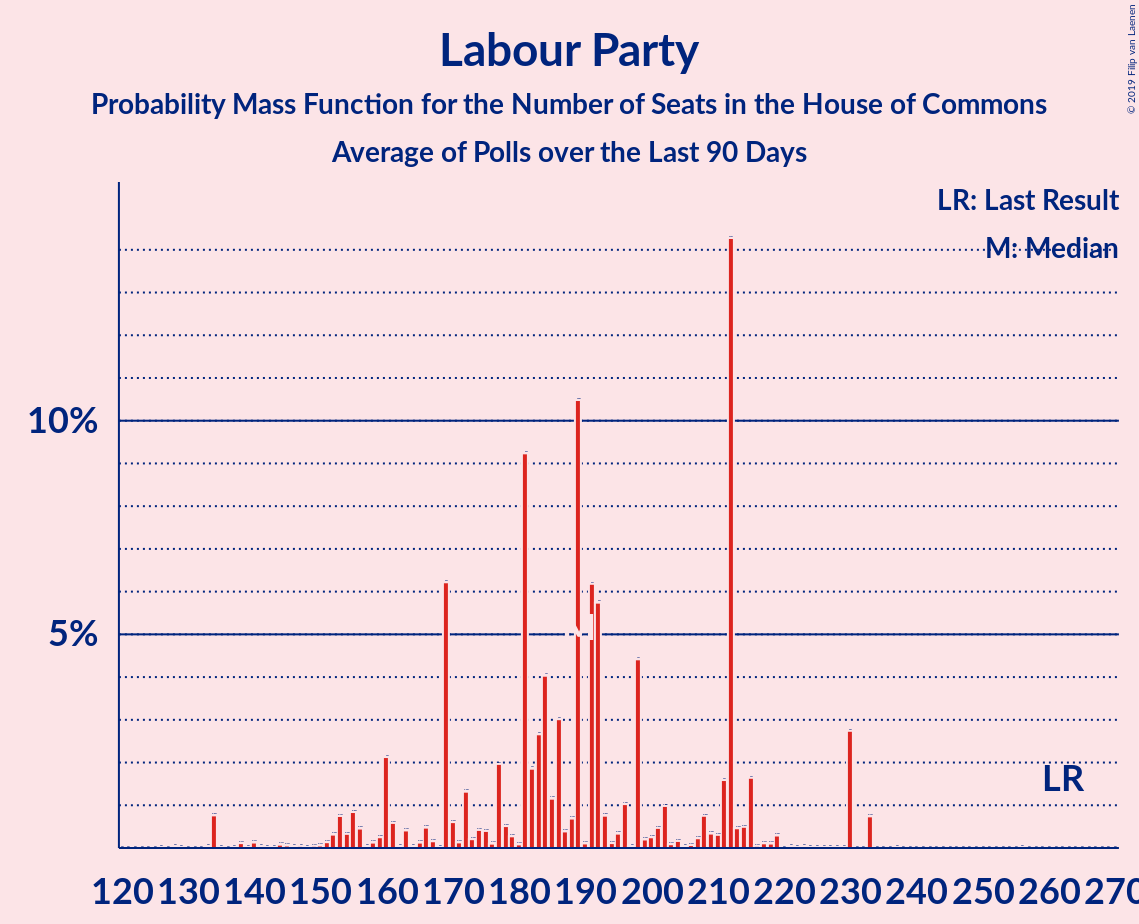 Labour Party
Probability Mass Function for the Number of Seats in the House of Commons
Average of Polls over the Last 90 Days
© 2019 Filip van Laenen
LR: Last Result
M: Median
10%
5%
M
LR
120 130 140 150 160 170 180 190 200 210 220 230 240 250 260 270